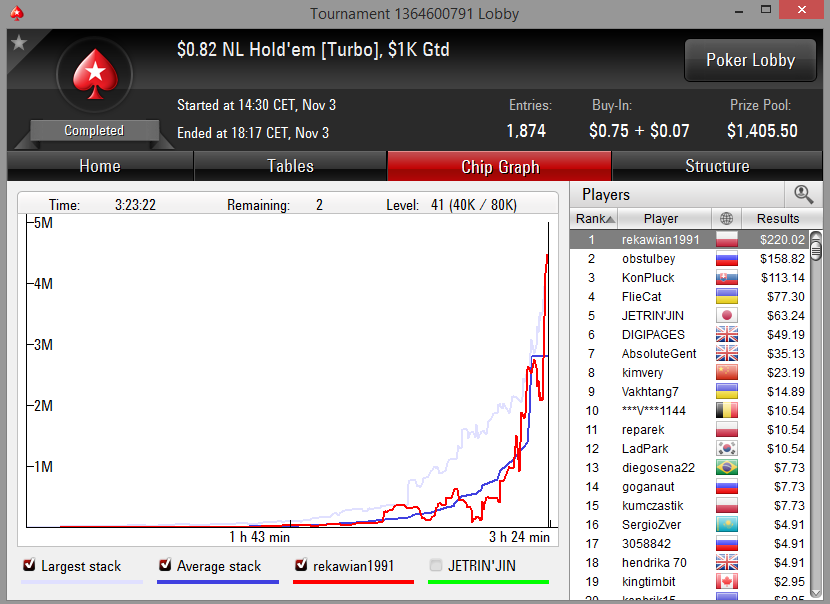 Tournament 1364600791 Lobby
$0.82 NL Hold'em [Turbo], $1K Gtd
Poker Lobby
Started at 14:30 CET, Nov 3
Entries: Buy-In: Prize Pool:
Completed
Ended at 18:17 CET, Nov 3
1,874 $0.75 + $0.07 $1,405.50
Home Tables Chip Graph Structure
Time: 3:23:22 Remaining: 2 Level: 41 (40K / 80K)
5M
4M
3M
2M
1M
1 h 43 min 3 h 24 min
Largest stack Average stack rekawian1991 JETRIN'JIN
Players
Rank Player Results
1 rekawian1991 $220.02
2 obstulbey $158.82
3 KonPluck $113.14
4 FlieCat $77.30
5 JETRIN'JIN $63.24
6 DIGIPAGES $49.19
7 AbsoluteGent $35.13
8 kimvery $23.19
9 Vakhtang7 $14.89
10 ***V***1144 $10.54
11 reparek $10.54
12 LadPark $10.54
13 diegosena22 $7.73
14 goganaut $7.73
15 kumczastik $7.73
16 SergioZver $4.91
17 3058842 $4.91
18 hendrika 70 $4.91
19 kingtimbit $2.95
20 $2.95